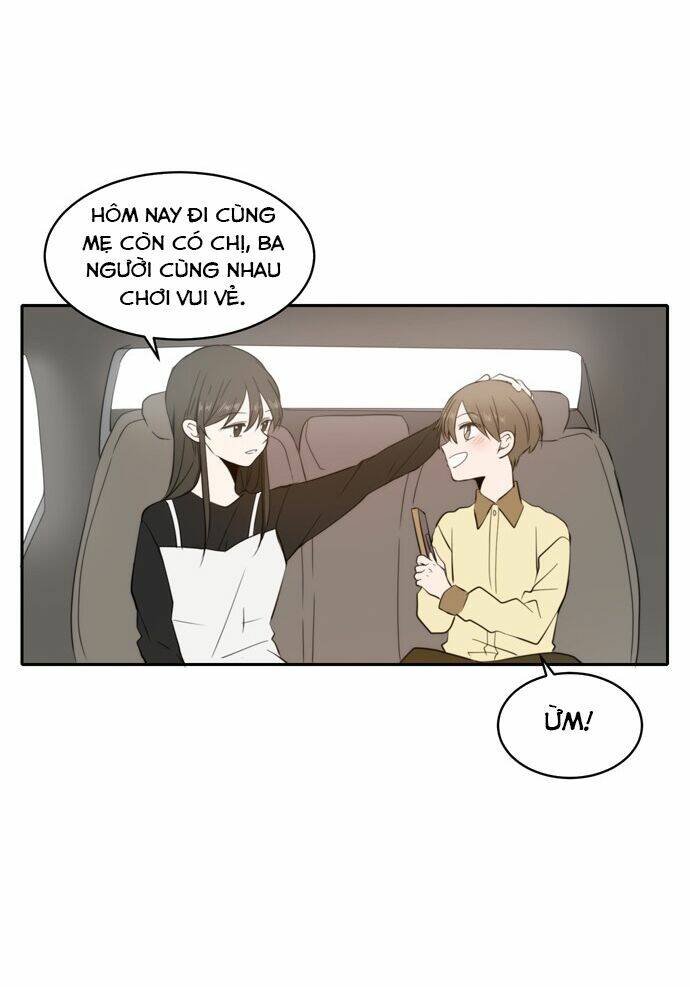 HÔM NAY ĐI CÙNG
MẸ CÒN CÓ CHỊ, BA
NGƯỜI CÙNG NHAU
CHƠI VUI VẺ.
ỪM!